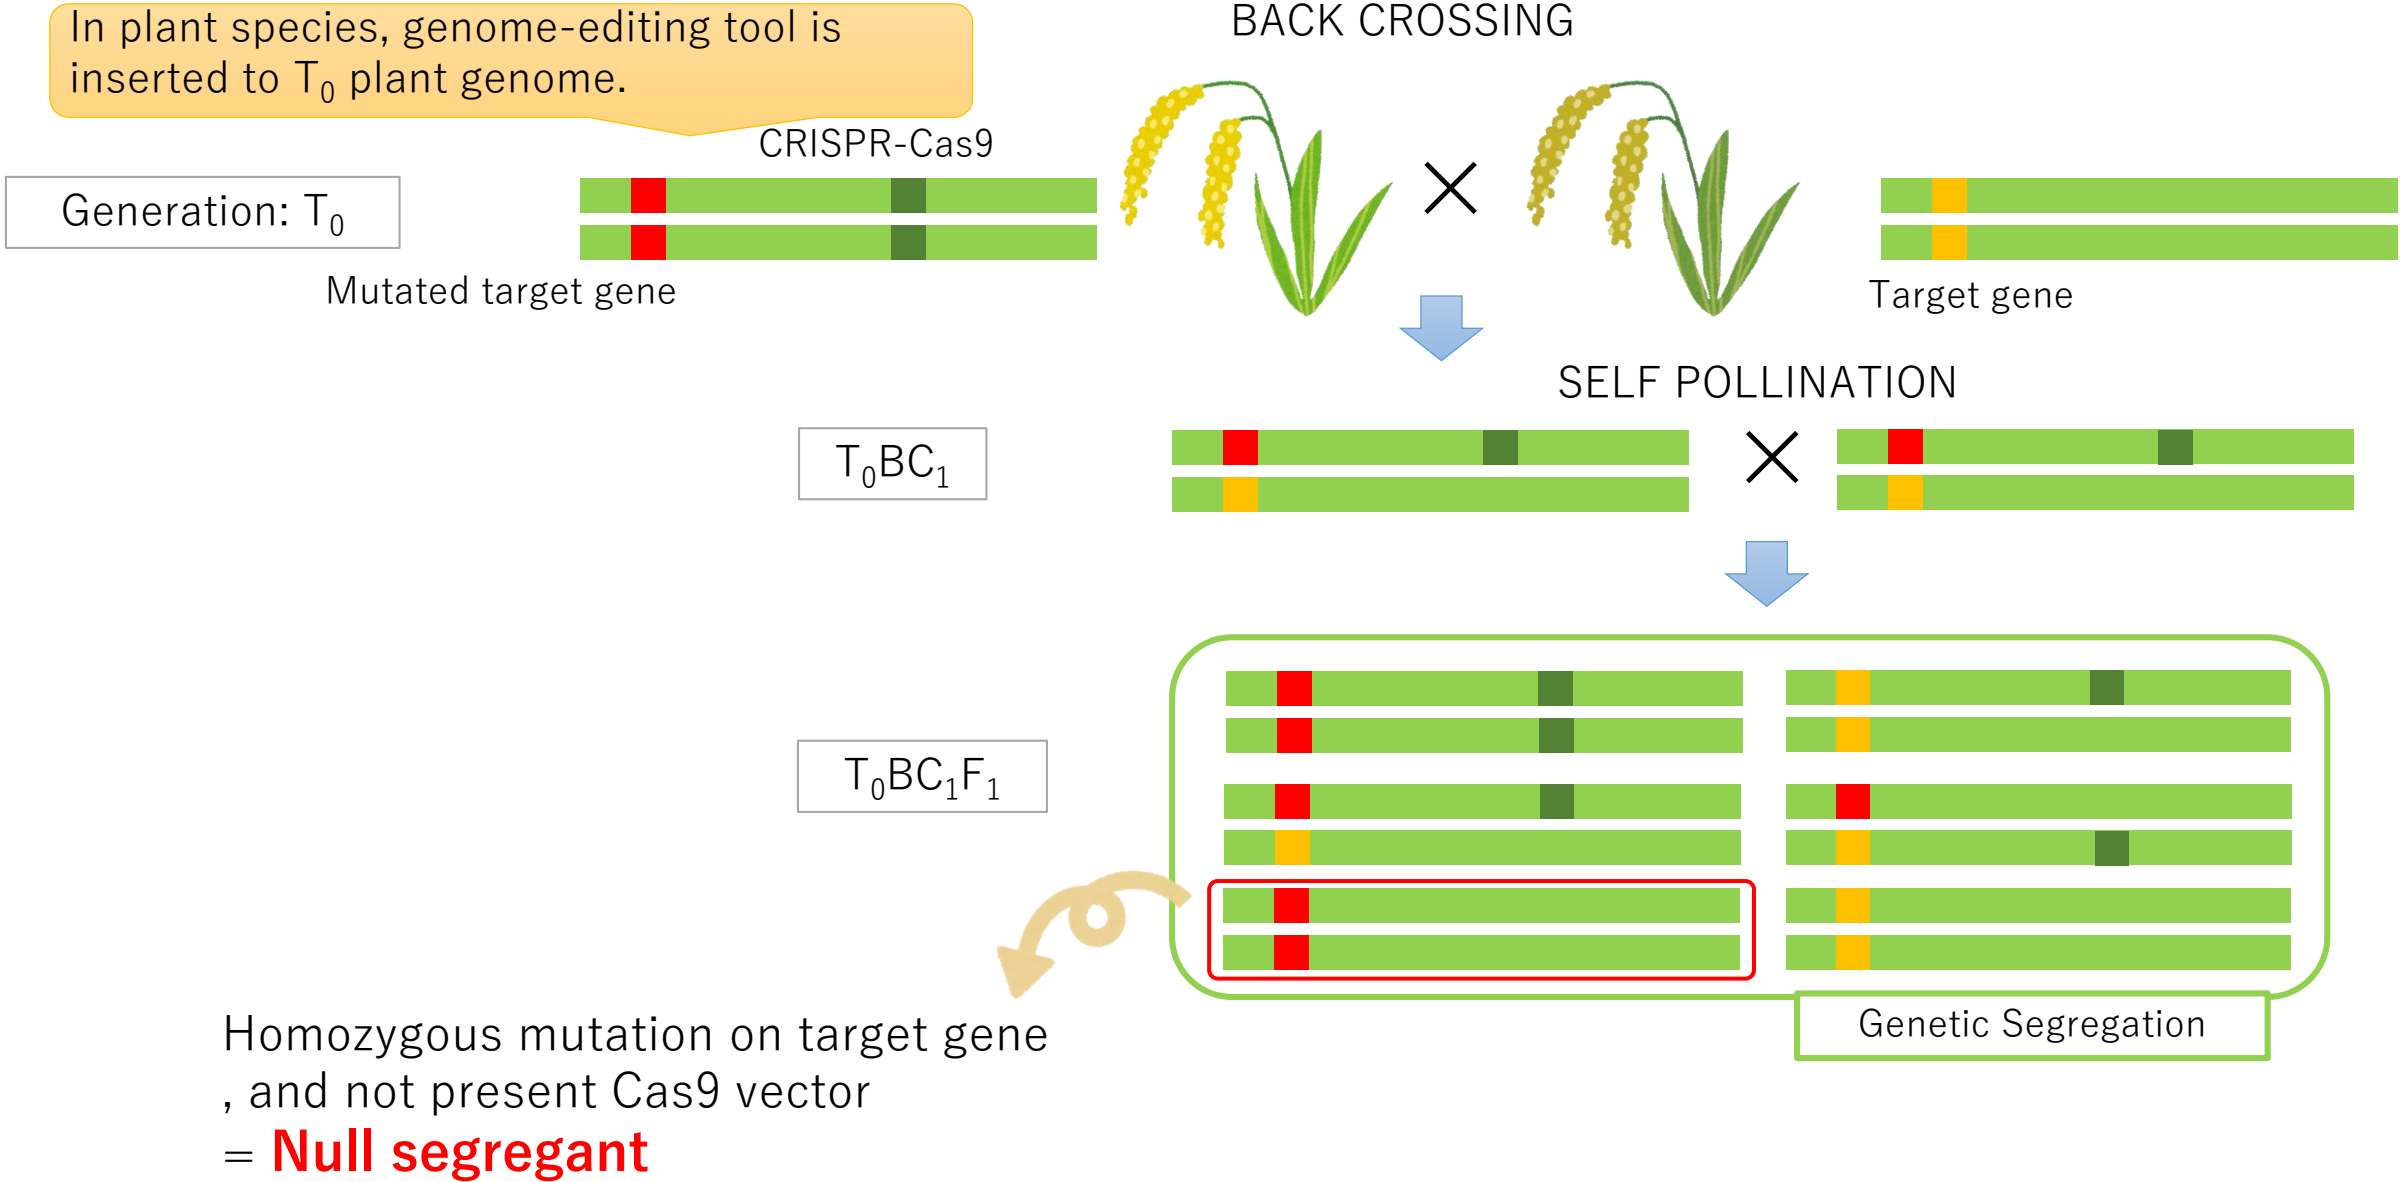 In plant species, genome-editing tool is
inserted to T₀ plant genome.
BACK CROSSING
CRISPR-Cas9
Generation: T₀
Mutated target gene
Target gene
SELF POLLINATION
T₀BC₁
T₀BC₁F₁
Genetic Segregation
Homozygous mutation on target gene
, and not present Cas9 vector
= Null segregant